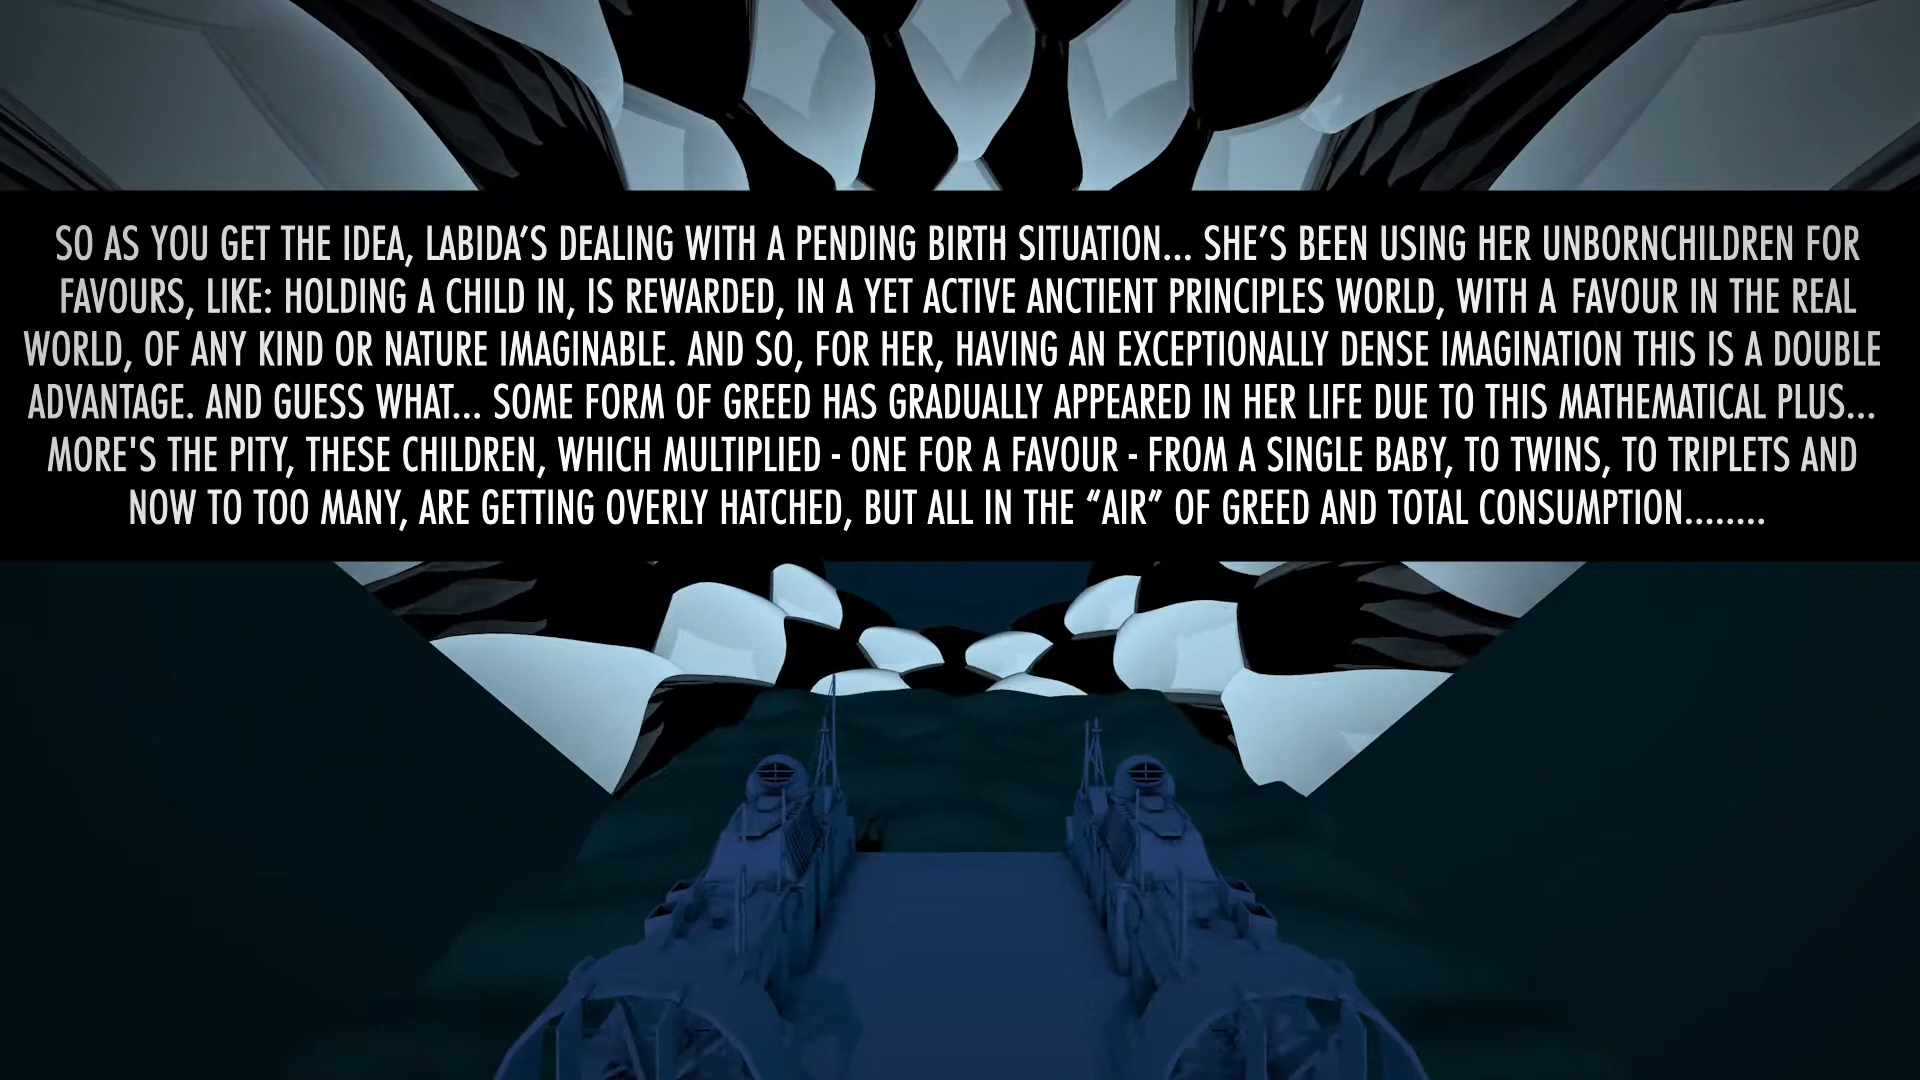 SO AS YOU GET THE IDEA, LABIDA'S DEALING WITH A PENDING BIRTH SITUATION... SHE'S BEEN USING HER UNBORNCHILDREN FOR
FAVOURS, LIKE: HOLDING A CHILD IN, IS REWARDED, IN A YET ACTIVE ANCTIENT PRINCIPLES WORLD, WITH A FAVOUR IN THE REAL
WORLD, OF ANY KIND OR NATURE IMAGINABLE. AND SO, FOR HER, HAVING AN EXCEPTIONALLY DENSE IMAGINATION THIS IS A DOUBLE
ADVANTAGE. AND GUESS WHAT... SOME FORM OF GREED HAS GRADUALLY APPEARED IN HER LIFE DUE TO THIS MATHEMATICAL PLUS...
MORE'S THE PITY, THESE CHILDREN, WHICH MULTIPLIED - ONE FOR A FAVOUR - FROM A SINGLE BABY, TO TWINS, TO TRIPLETS AND
NOW TO TOO MANY, ARE GETTING OVERLY HATCHED, BUT ALL IN THE “AIR” OF GREED AND TOTAL CONSUMPTION........